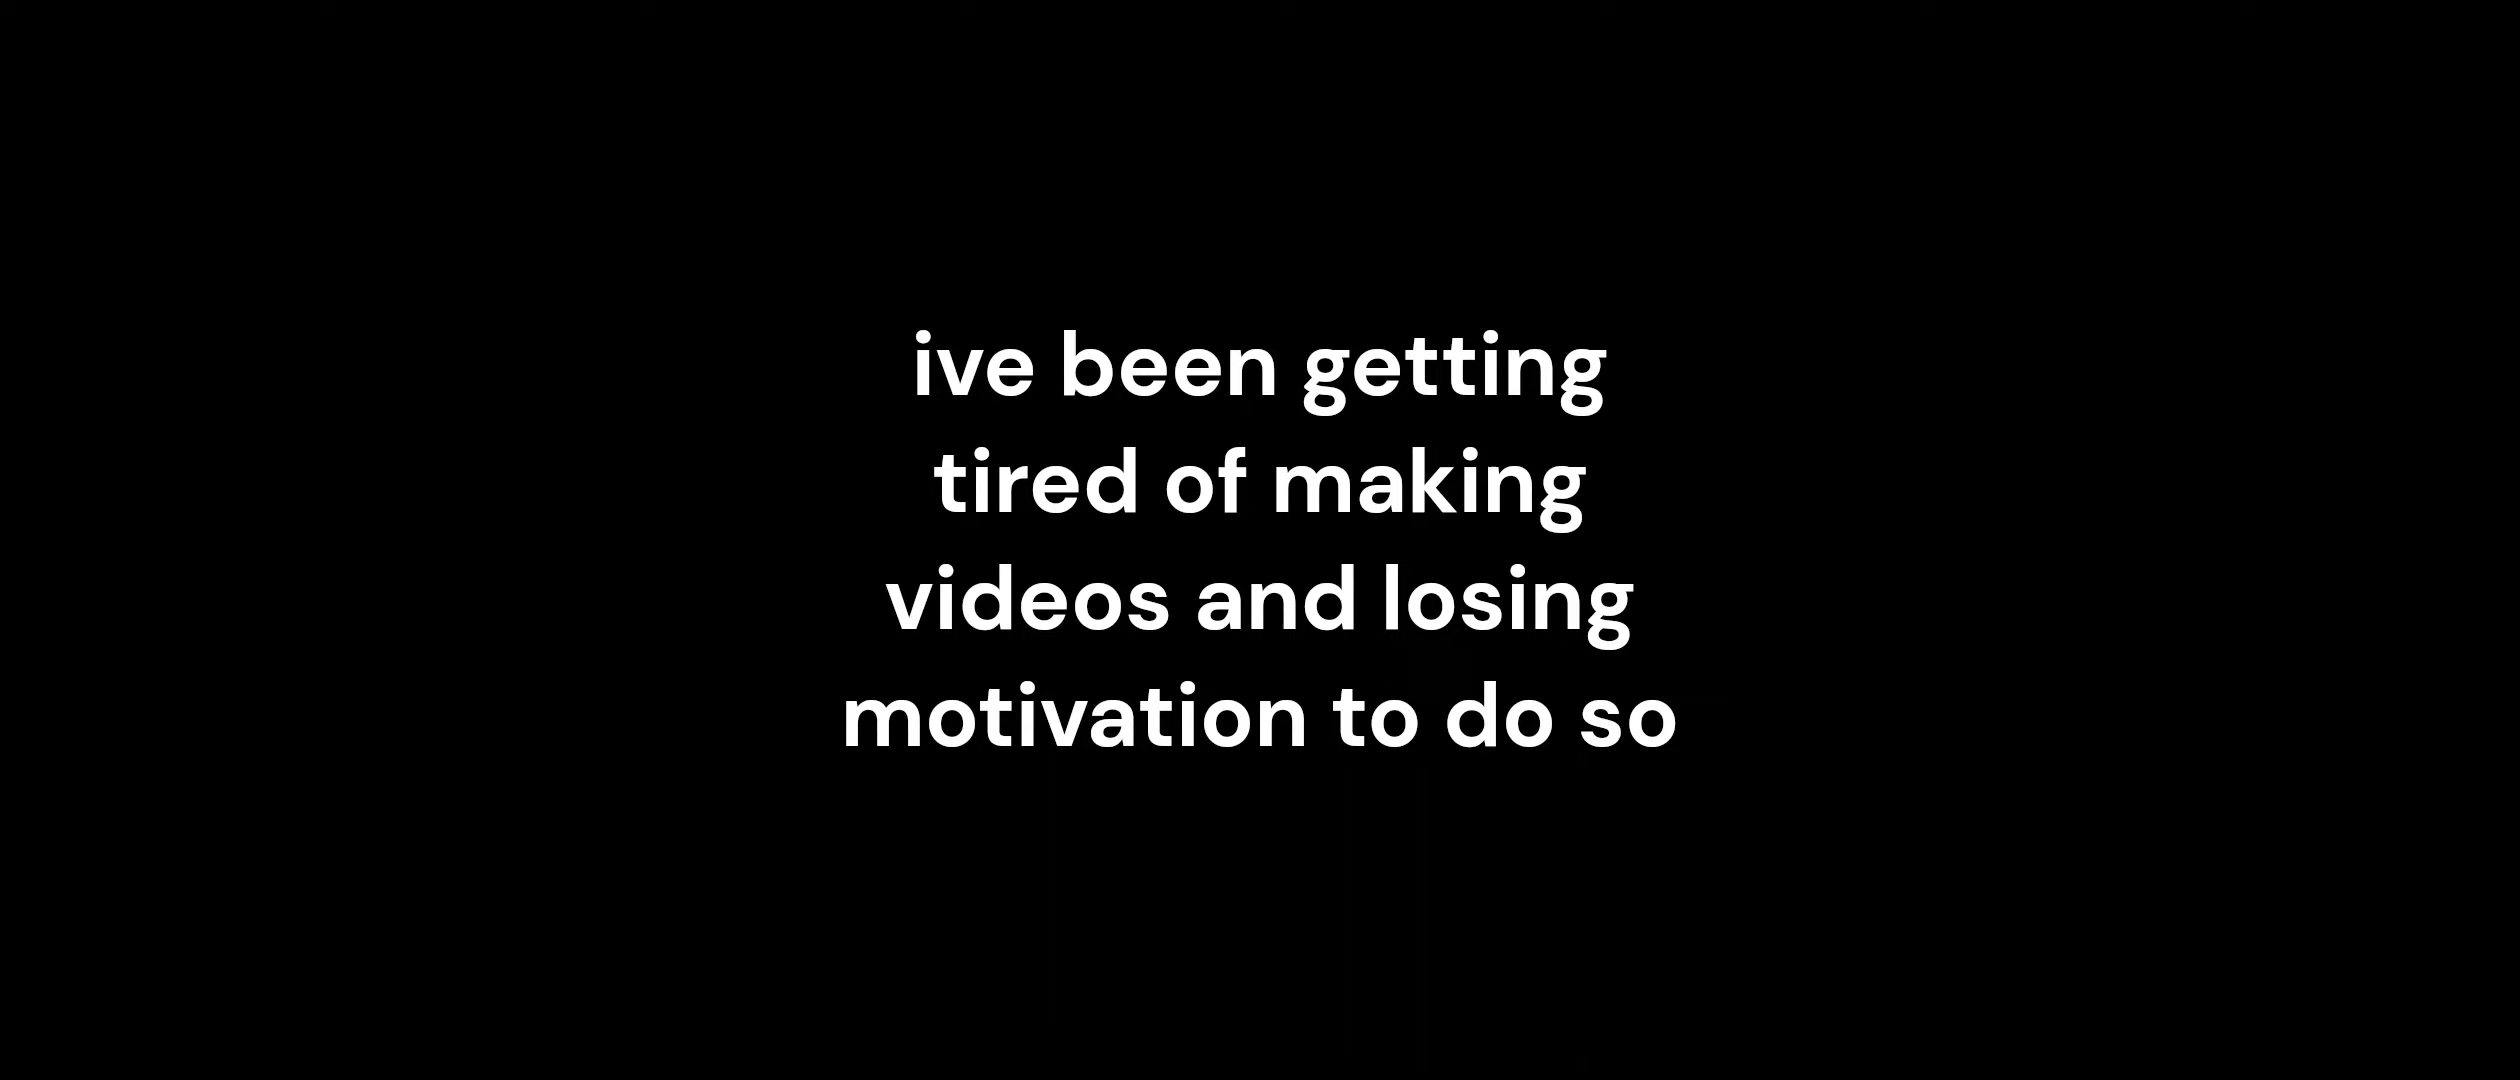 ive been getting
tired of making
videos and losing
motivation to do so